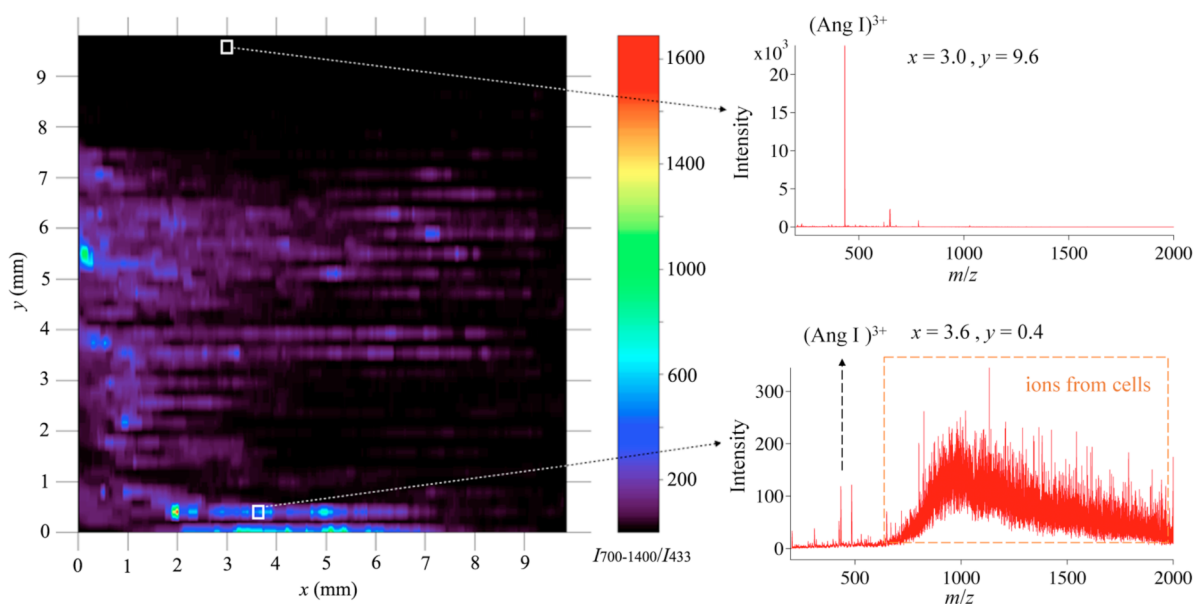 9
8
7
6
5
4
3
2
1
0
y (mm)
0 1 2 3 4 5 6 7 8 9
x (mm)
1600
1400
1000
600
200
I700-1400/I433
(Ang I)³⁺
x = 3.0 , y = 9.6
x10³
20
15
10
5
0
Intensity
500 1000 1500 2000
m/z
(Ang I )³⁺
x = 3.6 , y = 0.4
ions from cells
300
200
100
0
Intensity
500 1000 1500 2000
m/z